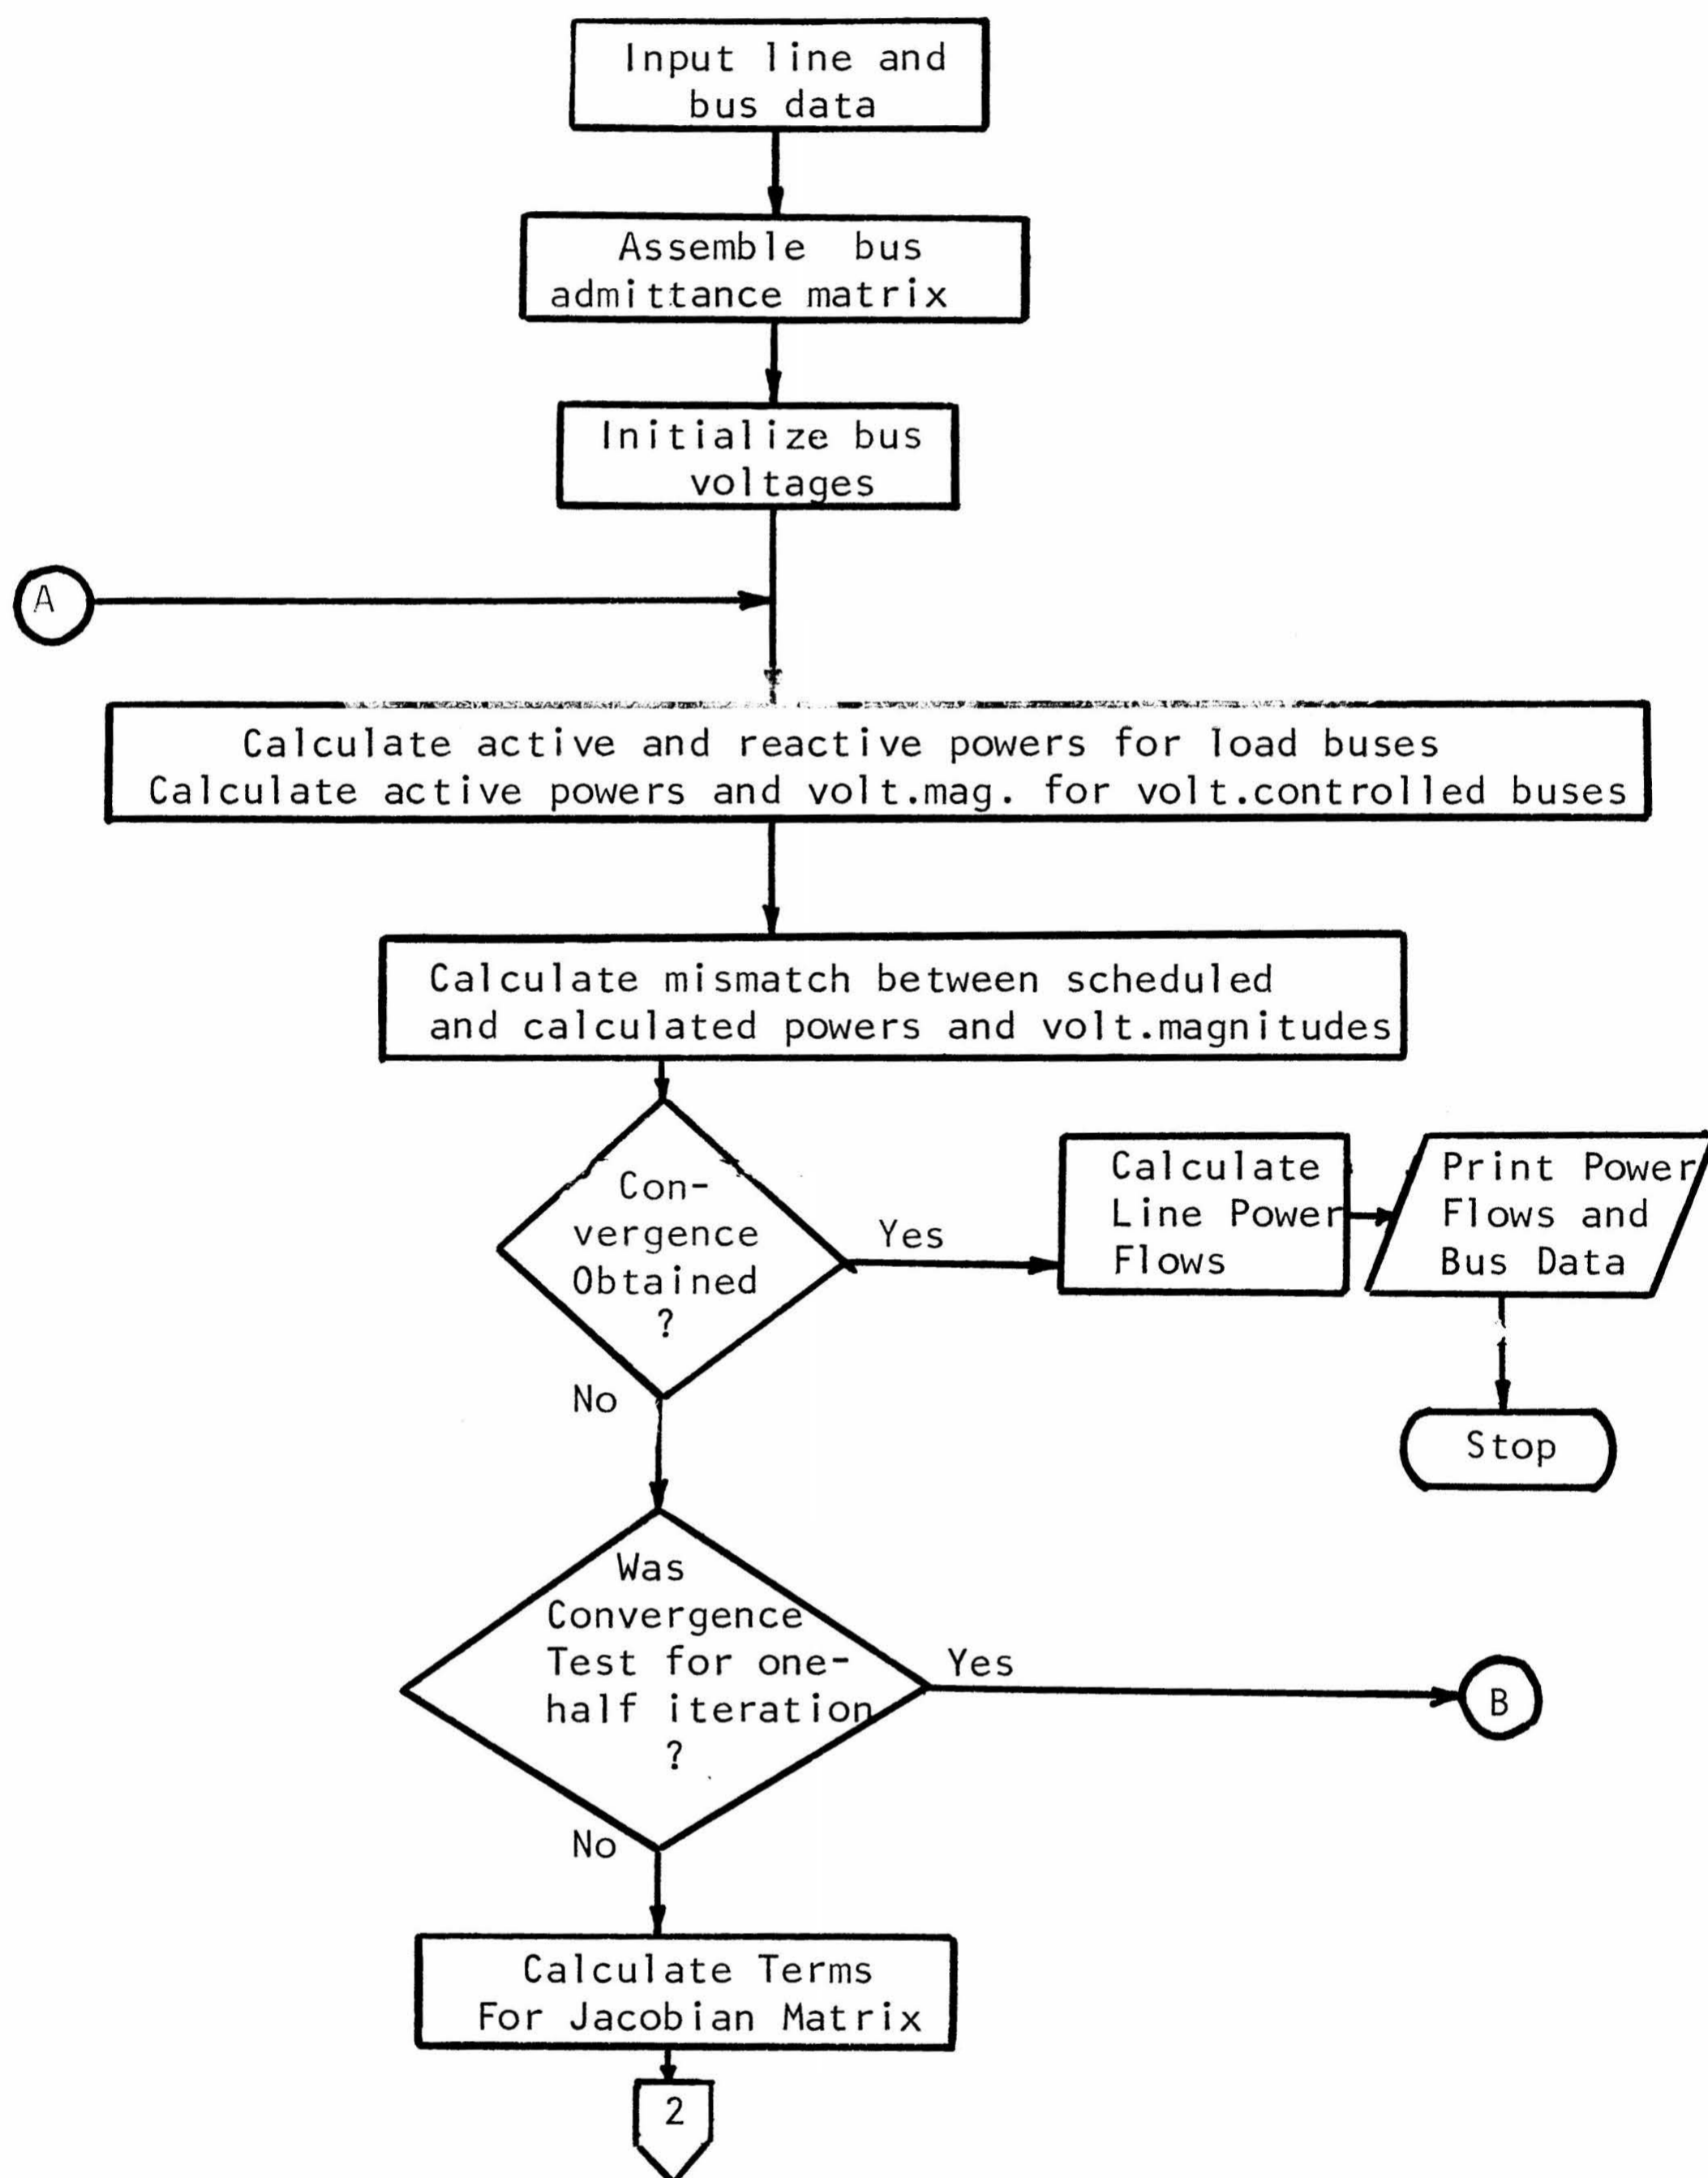 Input line and
bus data
Assemble bus
admittance matrix
Initialize bus
voltages
A
Calculate active and reactive powers for load buses
Calculate active powers and volt.mag. for volt.controlled buses
Calculate mismatch between scheduled
and calculated powers and volt.magnitudes
Con-
vergence
Obtained
?
Yes
Calculate
Line Power
Flows
Print Power
Flows and
Bus Data
No
Stop
Was
Convergence
Test for one-
half iteration
?
Yes
B
No
Calculate Terms
For Jacobian Matrix
2